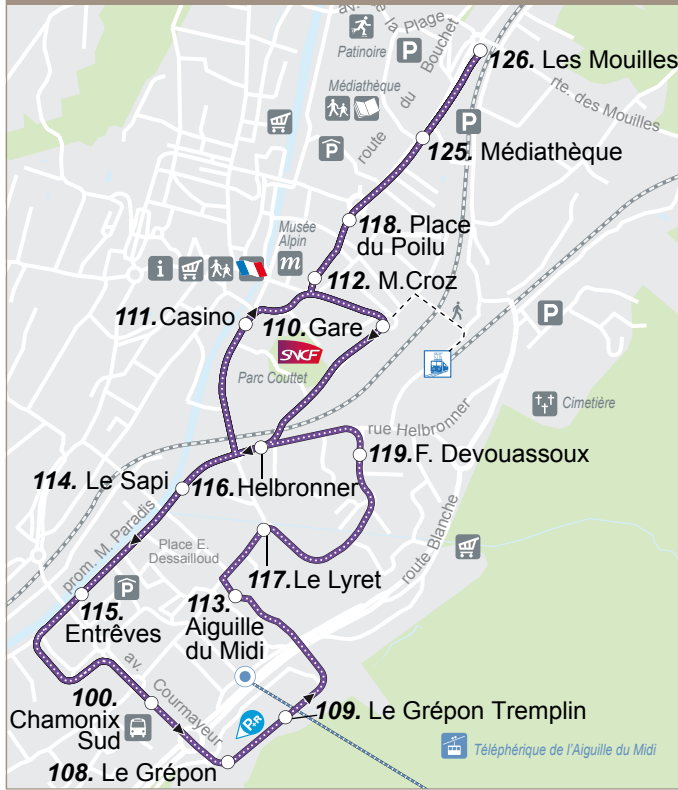 av.
la Plage
Patinoire
P
Bouchet
126. Les Mouilles
Médiathèque
rte. des Mouilles
P
du
P
route
125. Médiathèque
118. Place
du Poilu
Musée
Alpin
m
i
112. M.Croz
111. Casino
110. Gare
P
SNCF
Parc Couttet
Cimetière
rue Helbronner
119. F. Devouassoux
114. Le Sapi
116. Helbronner
prom. M. Paradis
Place E.
Dessailloud
route Blanche
P
117. Le Lyret
115.
Entrêves
113.
Aiguille
du Midi
av.
Courmayeur
100.
Chamonix
Sud
P+R
109. Le Grépon Tremplin
Téléphérique de l'Aiguille du Midi
108. Le Grépon